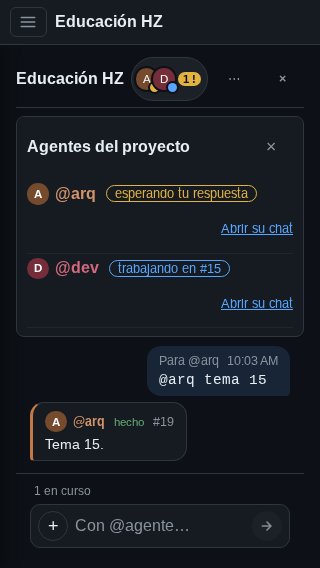 Educación HZ
Educación HZ A D 1 ! ··· ×
Agentes del proyecto ×
A @arq esperando tu respuesta
Abrir su chat
D @dev trabajando en #15
Abrir su chat
Para @arq 10:03 AM
@arq tema 15
A @arq hecho #19
Tema 15.
1 en curso
+ Con @agente… →